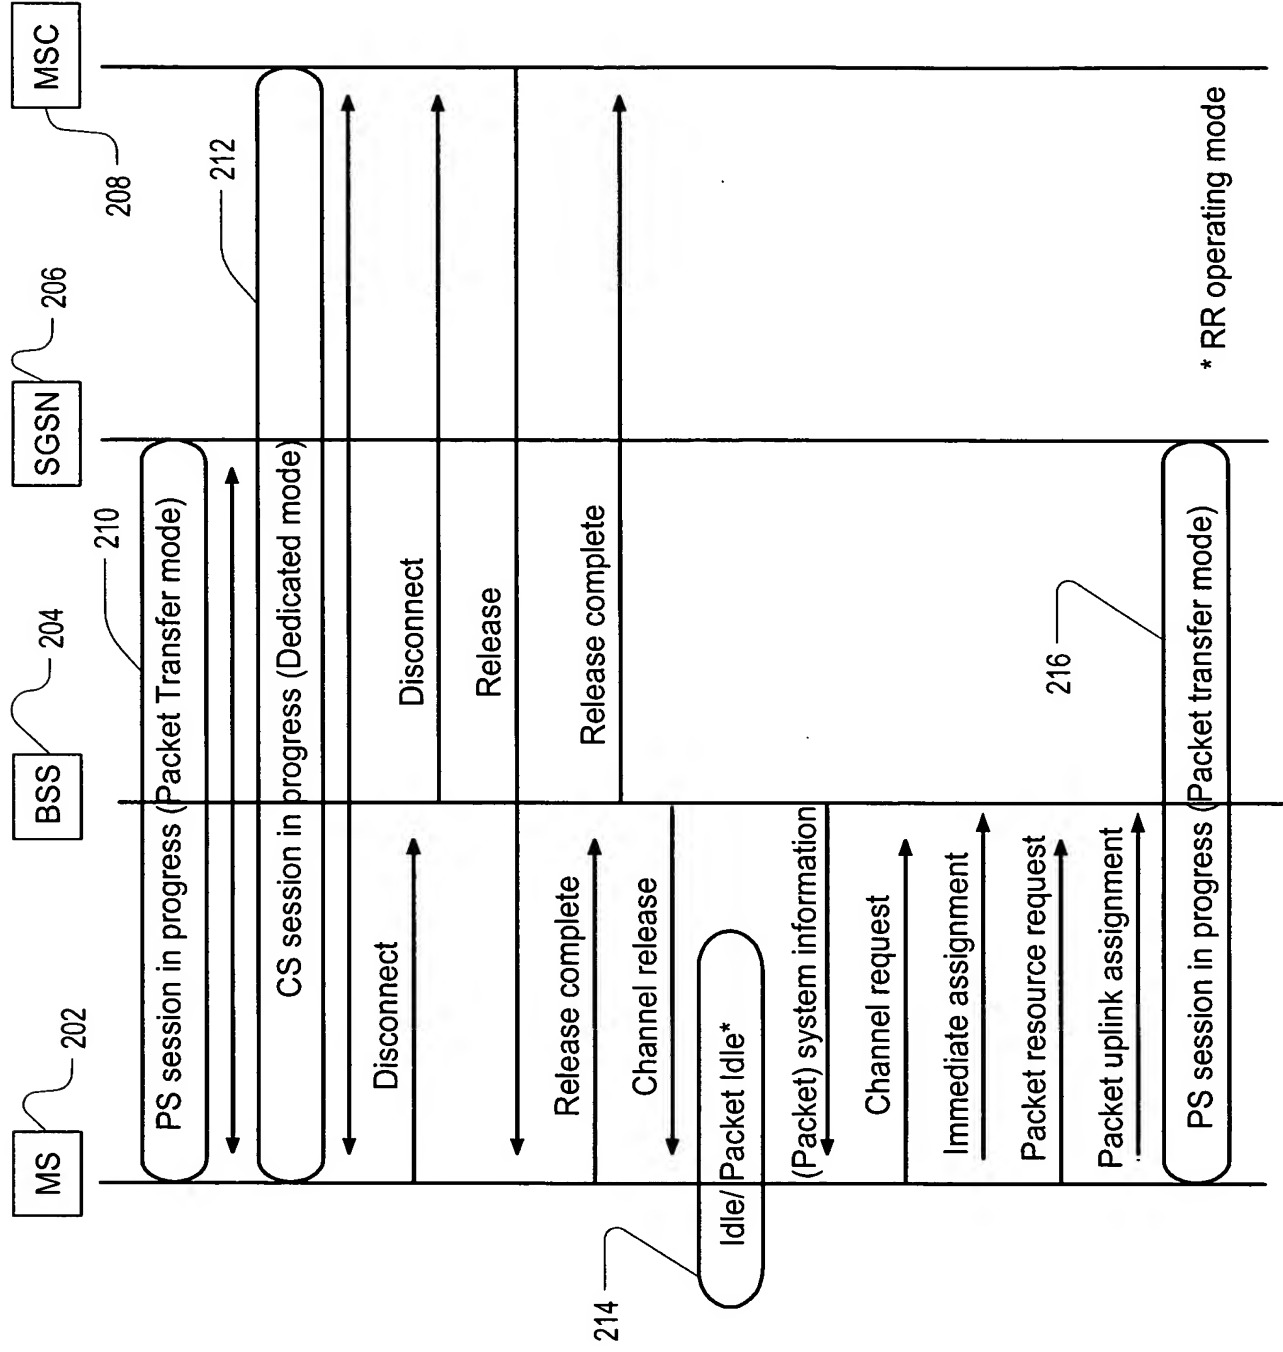 MS
202
BSS
204
SGSN
206
MSC
208
PS session in progress (Packet Transfer mode)
210
CS session in progress (Dedicated mode)
212
Disconnect
Disconnect
Release
Release complete
Release complete
Channel release
Idle/ Packet Idle*
214
(Packet) system information
Channel request
Immediate assignment
Packet resource request
Packet uplink assignment
PS session in progress (Packet transfer mode)
216
* RR operating mode